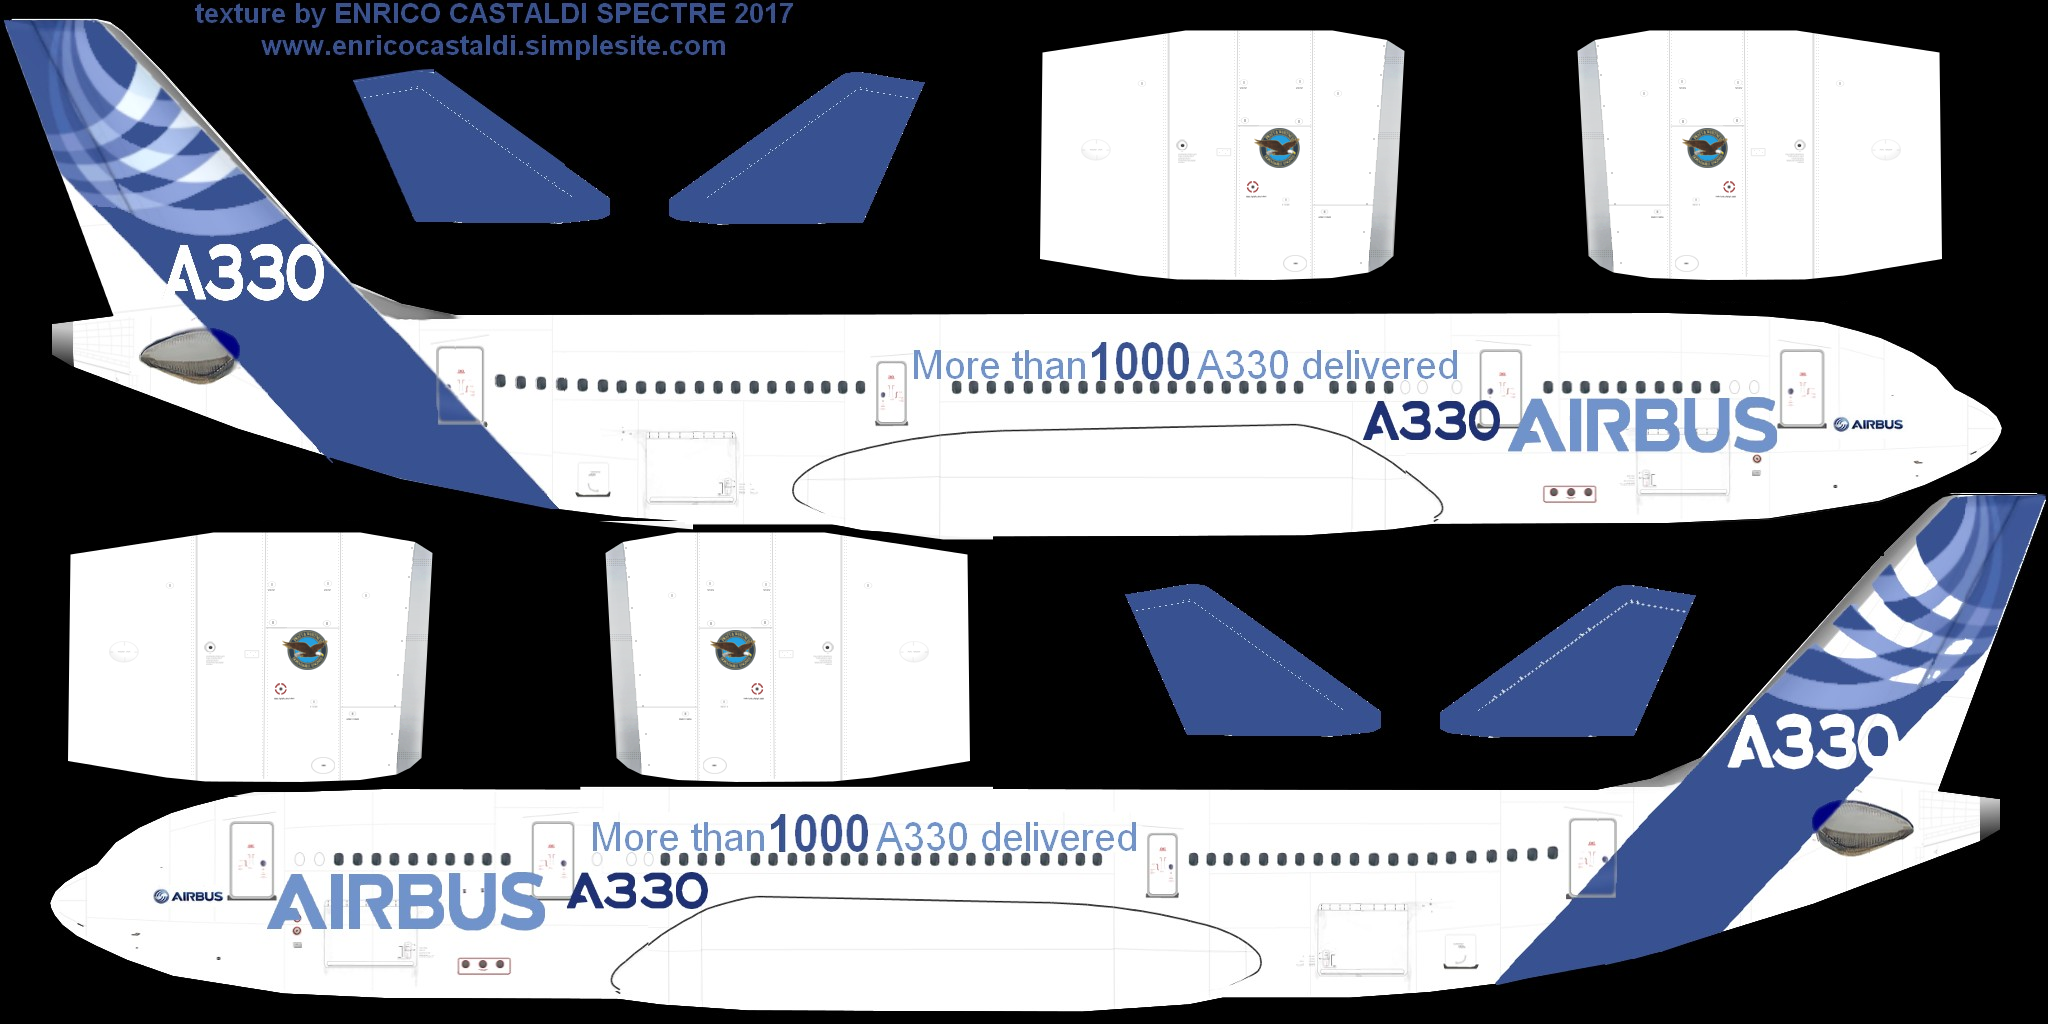 texture by ENRICO CASTALDI SPECTRE 2017
www.enricocastaldi.simplesite.com
A330
More than 1000 A330 delivered
A330 AIRBUS
AIRBUS
A330
More than 1000 A330 delivered
AIRBUS
AIRBUS A330